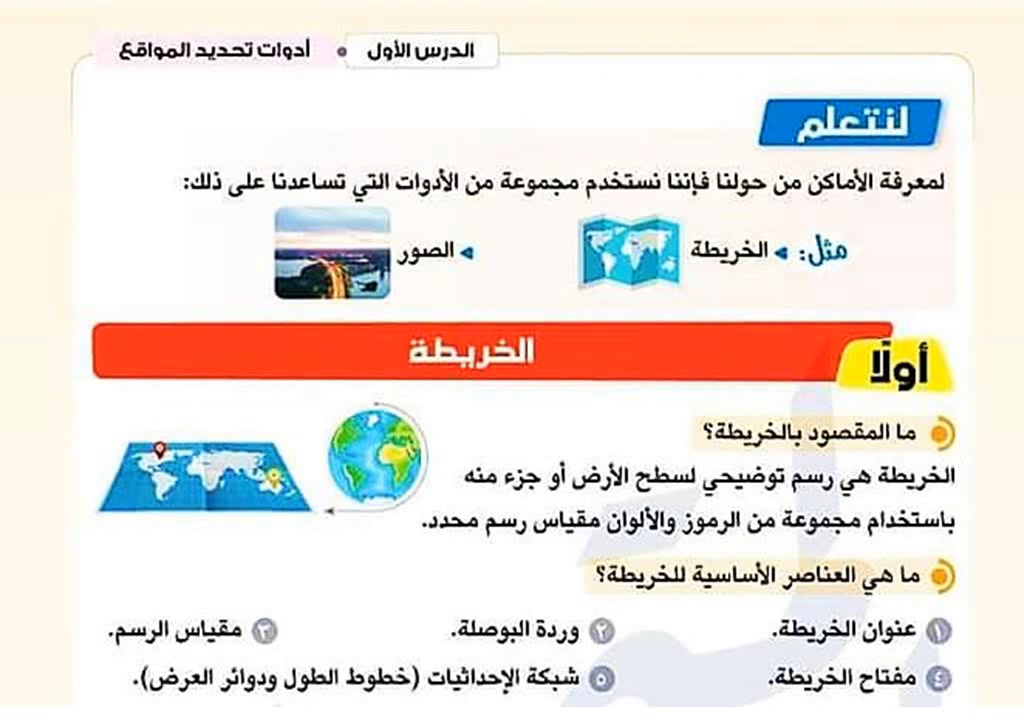 الدرس الأول • أدوات تحديد المواقع
لنتعلم
لمعرفة الأماكن من حولنا فإننا نستخدم مجموعة من الأدوات التي تساعدنا على ذلك:
مثل: الخريطة الصور
أولًا
الخريطة
ما المقصود بالخريطة؟
الخريطة هي رسم توضيحي لسطح الأرض أو جزء منه
باستخدام مجموعة من الرموز والألوان مقياس رسم محدد.
ما هي العناصر الأساسية للخريطة؟
١ عنوان الخريطة. ٢ وردة البوصلة. ٣ مقياس الرسم.
٤ مفتاح الخريطة. ٥ شبكة الإحداثيات (خطوط الطول ودوائر العرض).